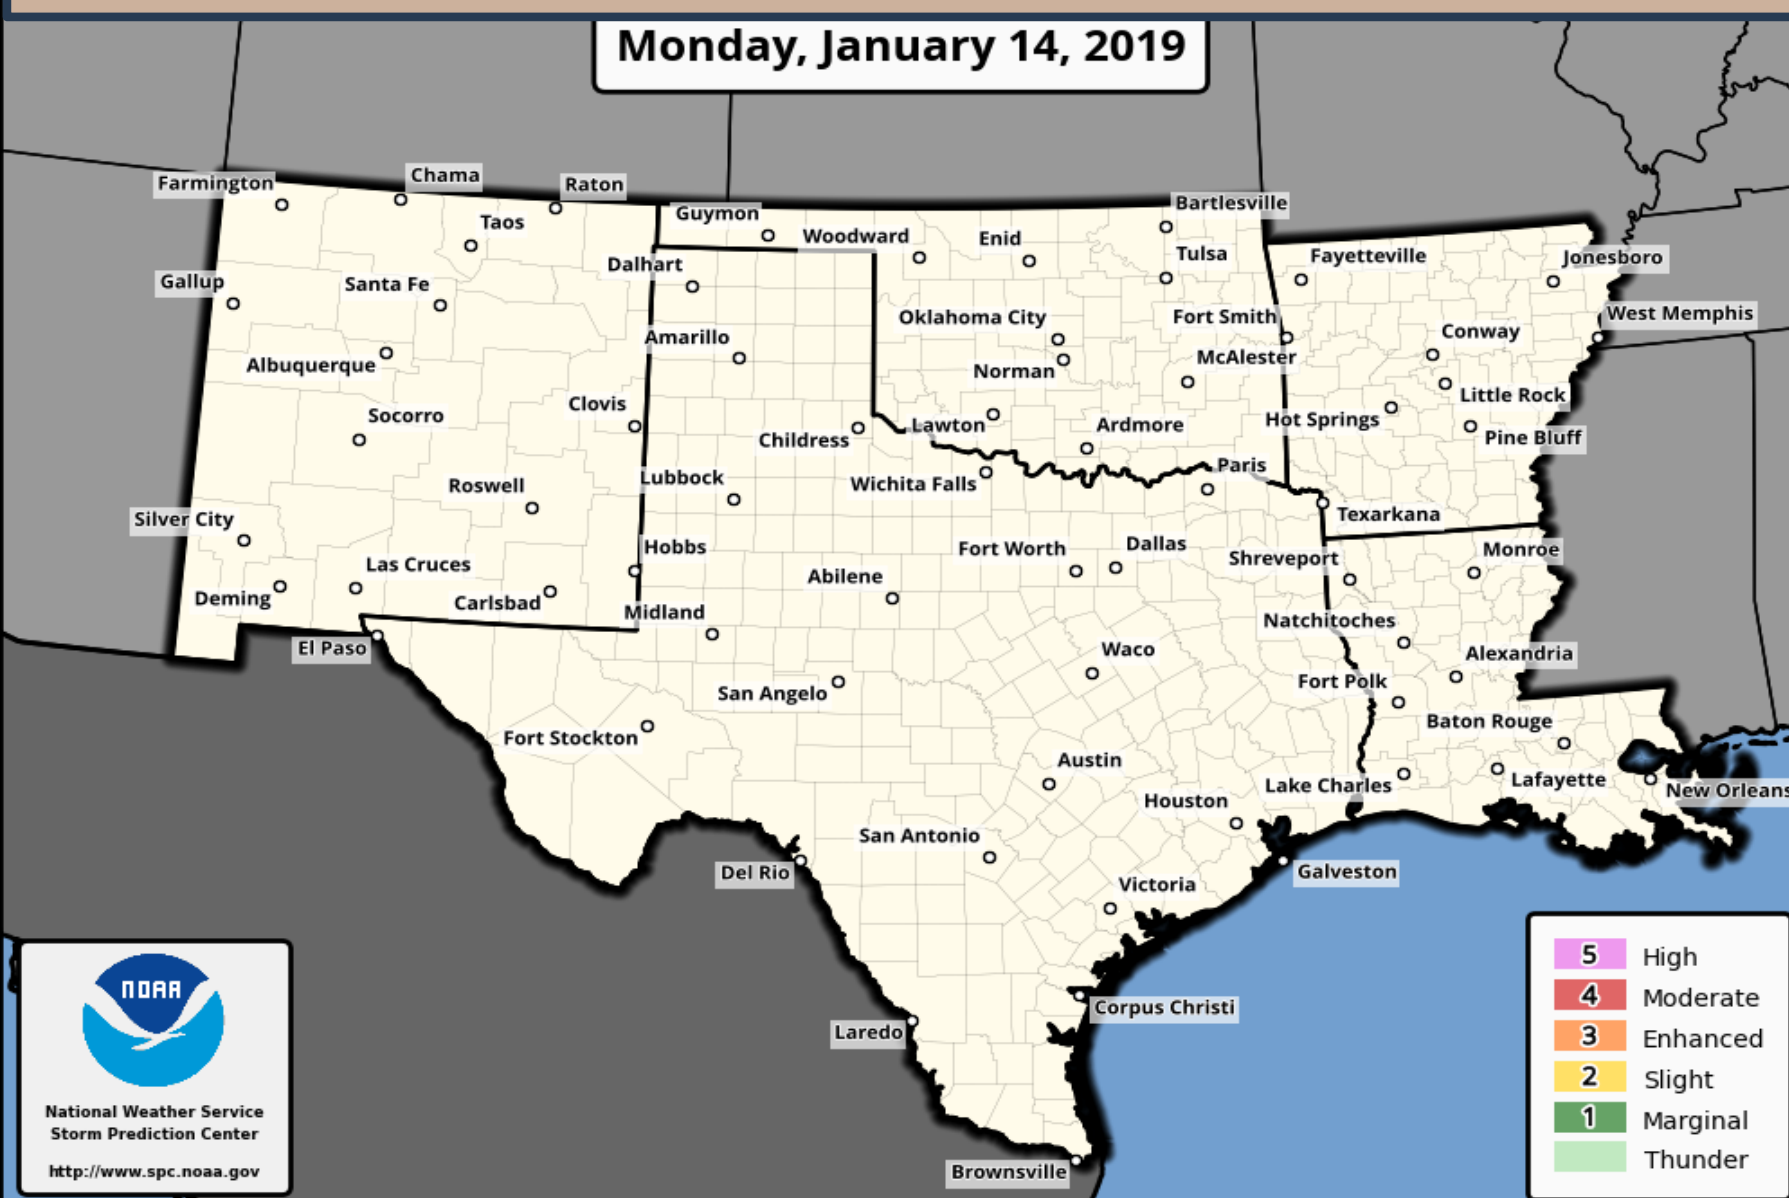 Monday, January 14, 2019
Farmington
Chama
Raton
Taos
Guymon
Woodward
Enid
Bartlesville
Tulsa
Fayetteville
Jonesboro
Gallup
Santa Fe
Dalhart
Oklahoma City
Fort Smith
West Memphis
Albuquerque
Amarillo
Norman
McAlester
Conway
Little Rock
Socorro
Clovis
Childress
Lawton
Ardmore
Hot Springs
Pine Bluff
Roswell
Lubbock
Wichita Falls
Paris
Texarkana
Silver City
Las Cruces
Hobbs
Abilene
Fort Worth
Dallas
Shreveport
Monroe
Deming
Carlsbad
Midland
Natchitoches
El Paso
San Angelo
Waco
Fort Polk
Alexandria
Fort Stockton
Austin
Baton Rouge
Lake Charles
Lafayette
New Orleans
Houston
San Antonio
Del Rio
Victoria
Galveston
Corpus Christi
Laredo
Brownsville
NOAA
National Weather Service
Storm Prediction Center
http://www.spc.noaa.gov
5 High
4 Moderate
3 Enhanced
2 Slight
1 Marginal
Thunder